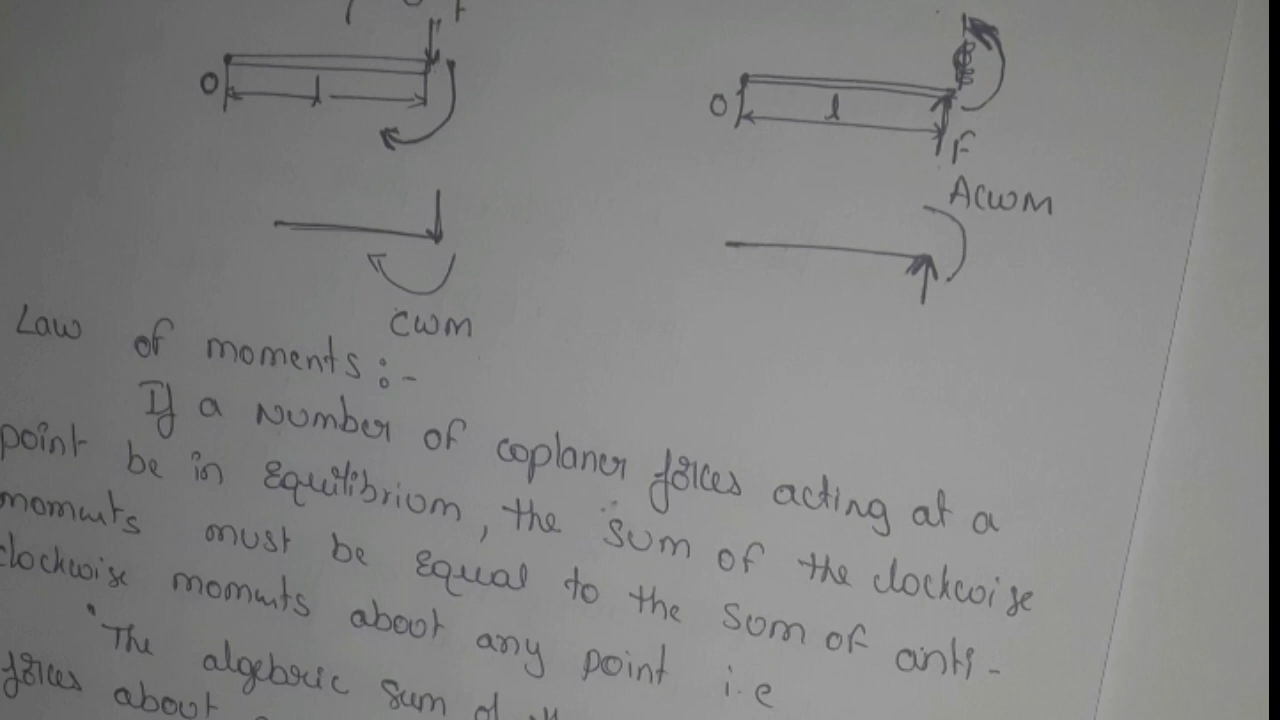 F
O l
O l
F
ACWM
CWM
Law of moments :-
If a Number of coplaner forces acting at a
point be in Equilibrium, the sum of the clockwise
moments must be Equal to the sum of anti-
clockwise moments about any point i.e
The algebric sum of
forces about